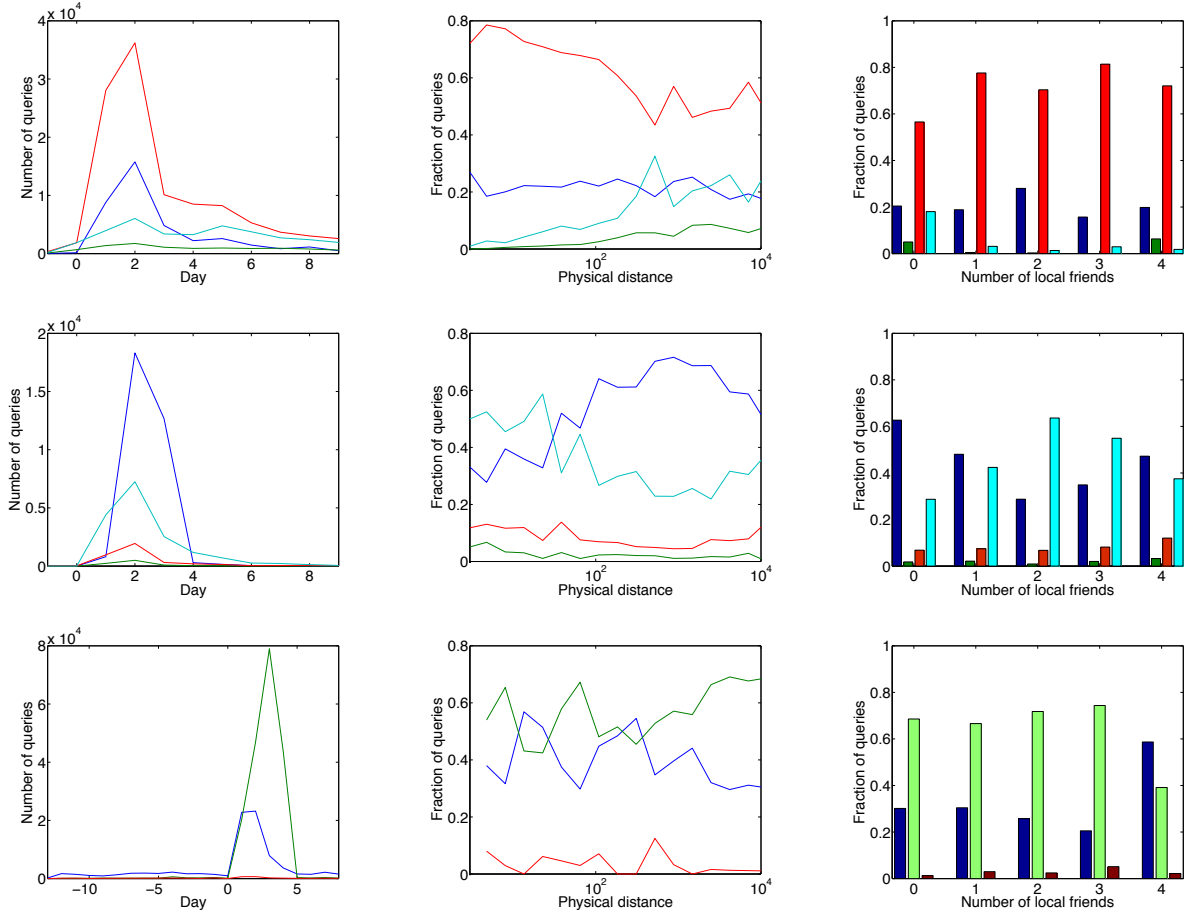 x 10^4
4
3
2
1
0
Number of queries
0 2 4 6 8
Day
0.8
0.6
0.4
0.2
0
Fraction of queries
10^2 10^4
Physical distance
1
0.8
0.6
0.4
0.2
0
Fraction of queries
0 1 2 3 4
Number of local friends
x 10^4
2
1.5
1
0.5
0
Number of queries
0 2 4 6 8
Day
0.8
0.6
0.4
0.2
0
Fraction of queries
10^2 10^4
Physical distance
1
0.8
0.6
0.4
0.2
0
Fraction of queries
0 1 2 3 4
Number of local friends
x 10^4
8
6
4
2
0
Number of queries
−10 −5 0 5
Day
0.8
0.6
0.4
0.2
0
Fraction of queries
10^2 10^4
Physical distance
1
0.8
0.6
0.4
0.2
0
Fraction of queries
0 1 2 3 4
Number of local friends